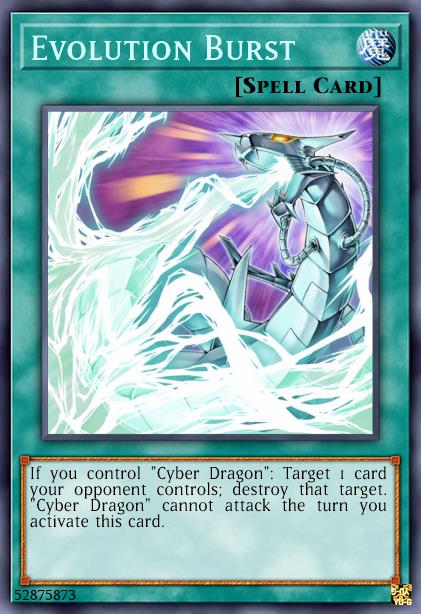 Evolution Burst
魔
[Spell Card]
If you control "Cyber Dragon": Target 1 card
your opponent controls; destroy that target.
"Cyber Dragon" cannot attack the turn you
activate this card.
52875873